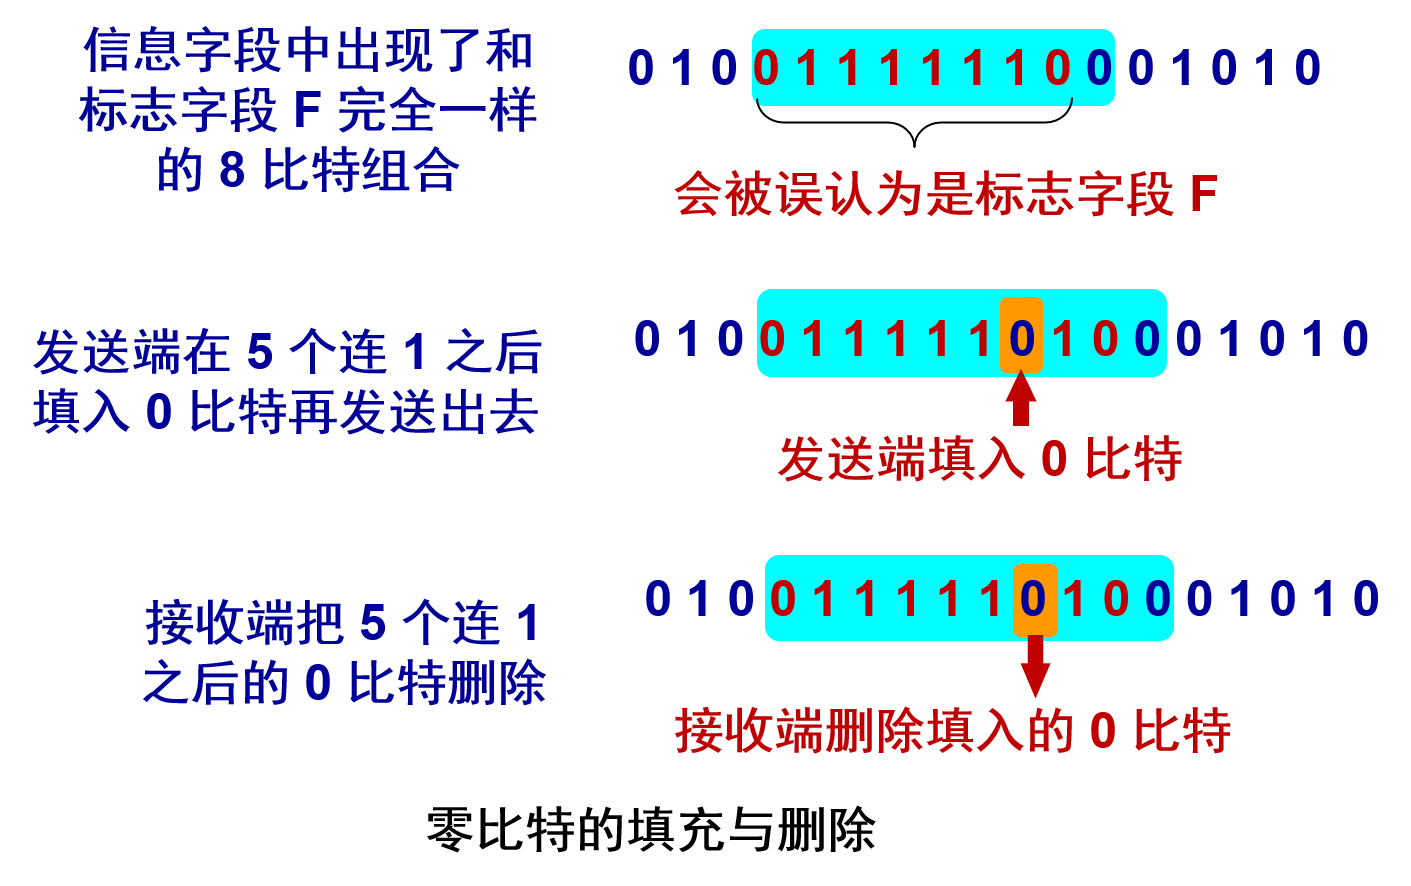 信息字段中出现了和
标志字段 F 完全一样
的 8 比特组合
0 1 0 0 1 1 1 1 1 1 0 0 0 1 0 1 0
会被误认为是标志字段 F
发送端在 5 个连 1 之后
填入 0 比特再发送出去
0 1 0 0 1 1 1 1 1 0 1 0 0 0 1 0 1 0
发送端填入 0 比特
接收端把 5 个连 1
之后的 0 比特删除
0 1 0 0 1 1 1 1 1 0 1 0 0 0 1 0 1 0
接收端删除填入的 0 比特
零比特的填充与删除